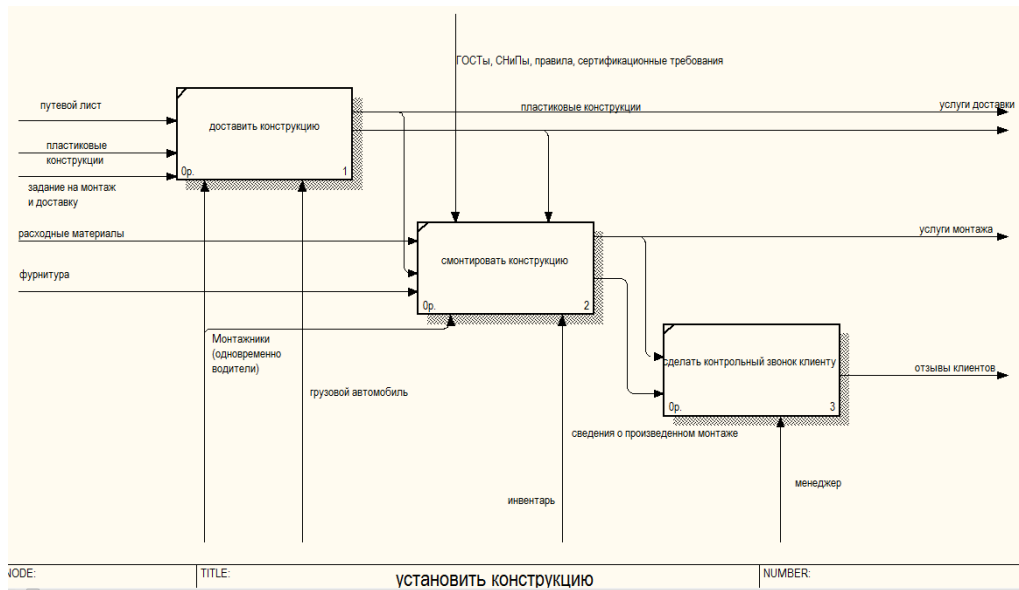 ГОСТы, СНиПы, правила, сертификационные требования
путевой лист
пластиковые конструкции
услуги доставки
доставить конструкцию
пластиковые
конструкции
0р.
1
задание на монтаж
и доставку
расходные материалы
услуги монтажа
смонтировать конструкцию
фурнитура
0р.
2
Монтажники
(одновременно
водители)
сделать контрольный звонок клиенту
отзывы клиентов
грузовой автомобиль
0р.
3
сведения о произведенном монтаже
менеджер
инвентарь
NODE:
TITLE:
установить конструкцию
NUMBER: